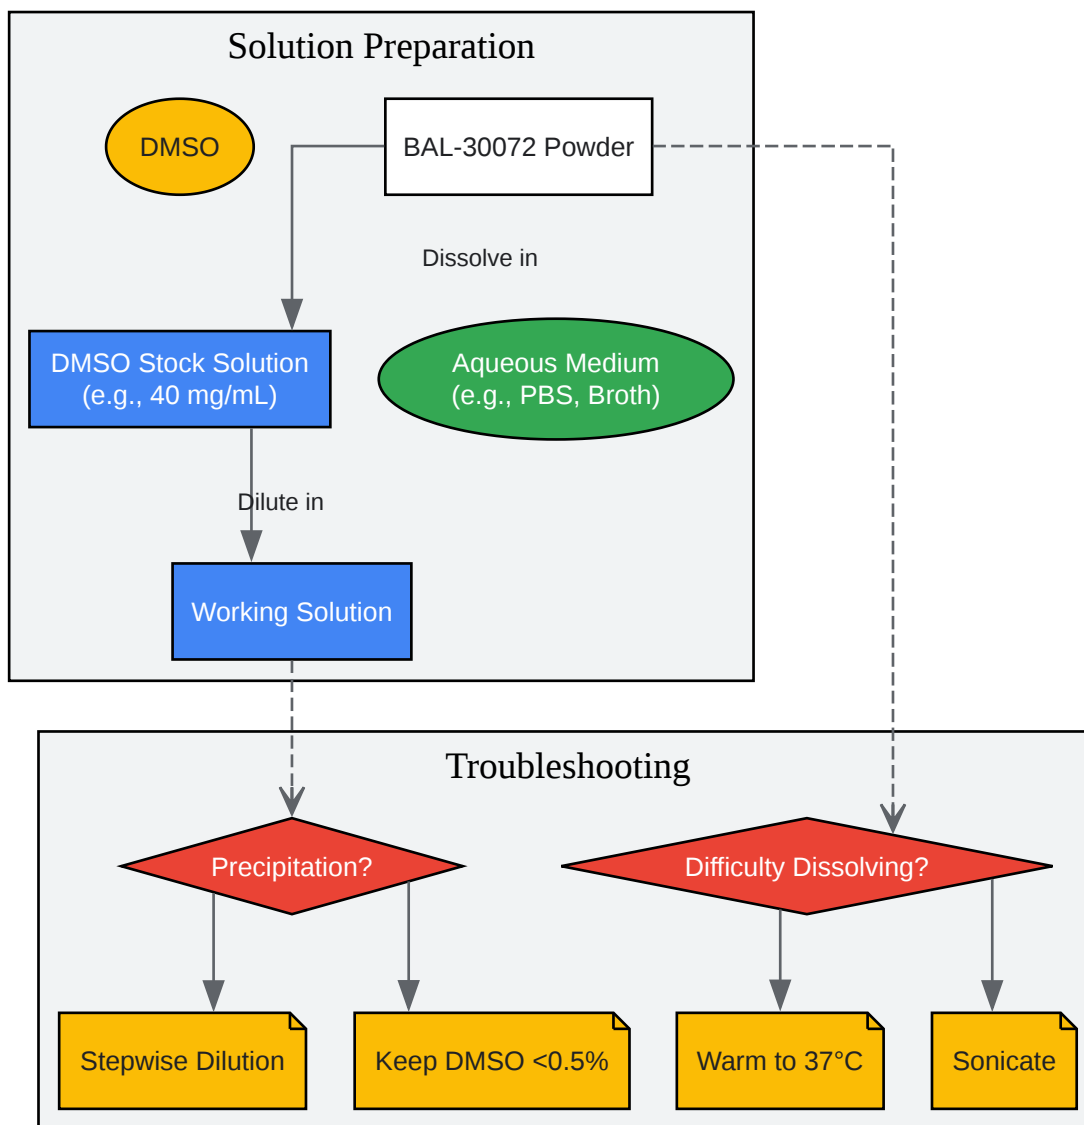 Solution Preparation
DMSO
BAL-30072 Powder
Dissolve in
DMSO Stock Solution
(e.g., 40 mg/mL)
Aqueous Medium
(e.g., PBS, Broth)
Dilute in
Working Solution
Troubleshooting
Precipitation?
Difficulty Dissolving?
Stepwise Dilution
Keep DMSO <0.5%
Warm to 37°C
Sonicate